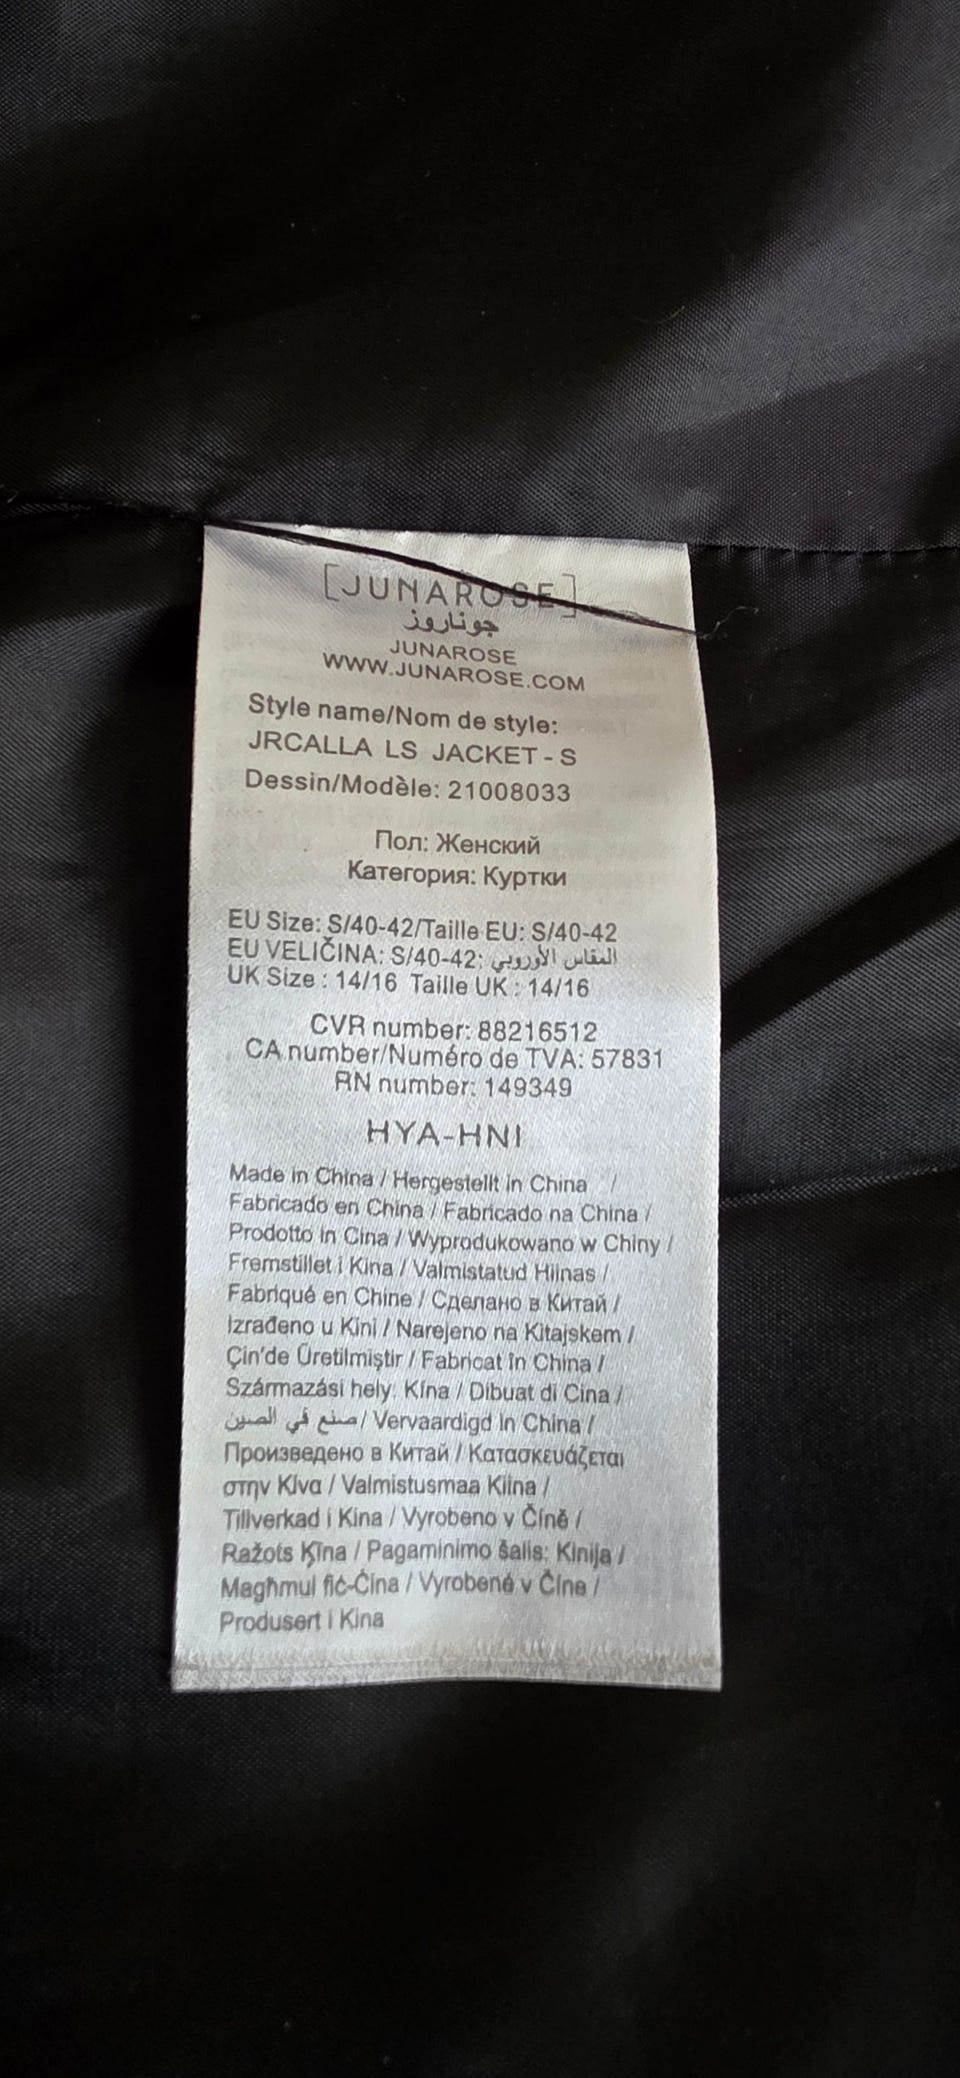 [JUNAROSE]
جوناروز
JUNAROSE
WWW.JUNAROSE.COM
Style name/Nom de style:
JRCALLA LS JACKET - S
Dessin/Modèle: 21008033
Пол: Женский
Категория: Куртки
EU Size: S/40-42/Taille EU: S/40-42
EU VELIČINA: S/40-42: المقاس الأوروبي
UK Size : 14/16 Taille UK : 14/16
CVR number: 88216512
CA number/Numéro de TVA: 57831
RN number: 149349
HYA-HNI
Made in China / Hergestellt in China /
Fabricado en China / Fabricado na China /
Prodotto in Cina / Wyprodukowano w Chiny /
Fremstillet i Kina / Valmistatud Hiinas /
Fabriqué en Chine / Сделано в Китай /
Izrađeno u Kini / Narejeno na Kitajskem /
Çin'de Üretilmiştir / Fabricat în China /
Származási hely: Kína / Dibuat di Cina /
صنع في الصين / Vervaardigd in China /
Произведено в Китай / Κατασκευάζεται
στην Κίνα / Valmistusmaa Kiina /
Tillverkad i Kina / Vyrobeno v Číně /
Ražots Ķīna / Pagaminimo šalis: Kinija /
Magħmul fiċ-Ċina / Vyrobené v Číne /
Produsert i Kina